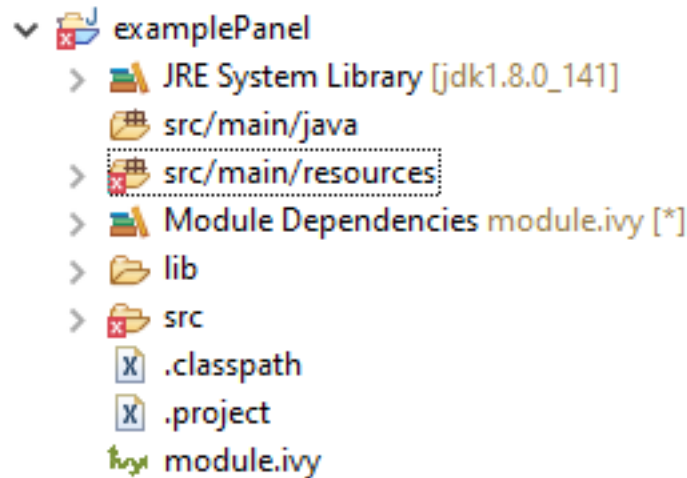 examplePanel
JRE System Library [jdk1.8.0_141]
src/main/java
src/main/resources
Module Dependencies module.ivy [*]
lib
src
.classpath
.project
module.ivy